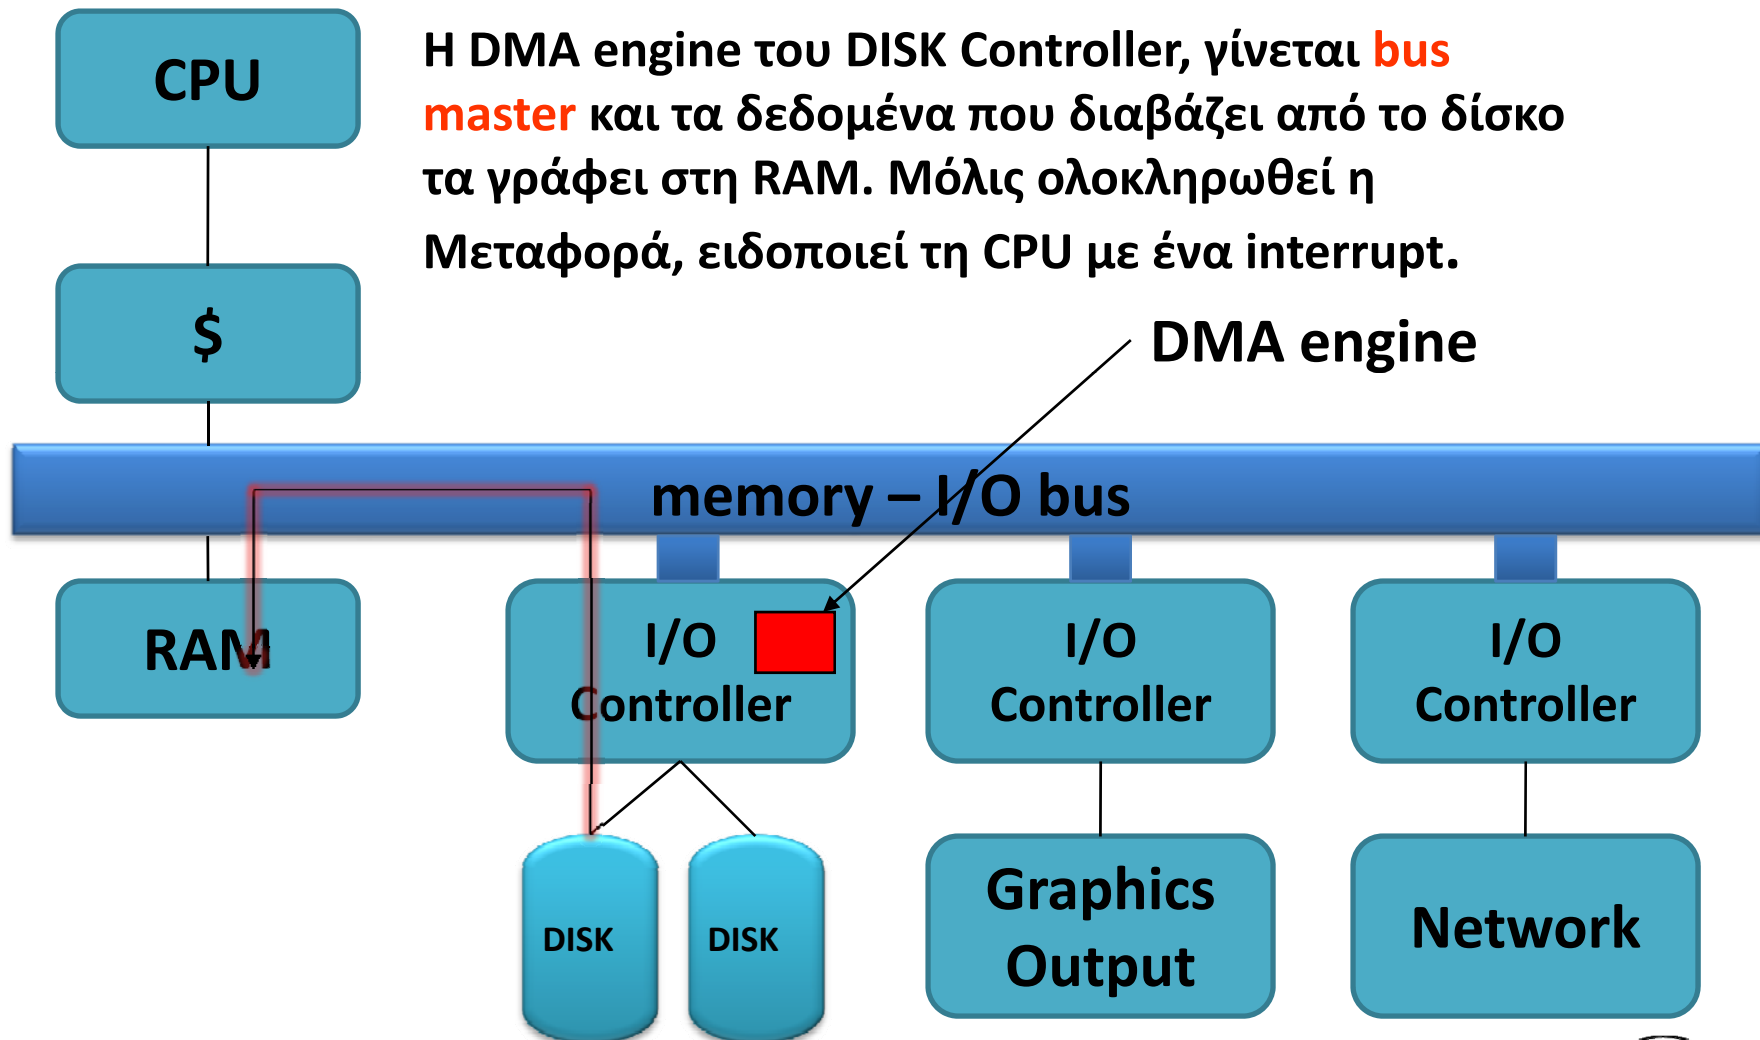 CPU
Η DMA engine του DISK Controller, γίνεται bus
master και τα δεδομένα που διαβάζει από το δίσκο
τα γράφει στη RAM. Μόλις ολοκληρωθεί η
Μεταφορά, ειδοποιεί τη CPU με ένα interrupt.
$
DMA engine
memory – I/O bus
RAM
I/O
Controller
I/O
Controller
I/O
Controller
DISK
DISK
Graphics
Output
Network